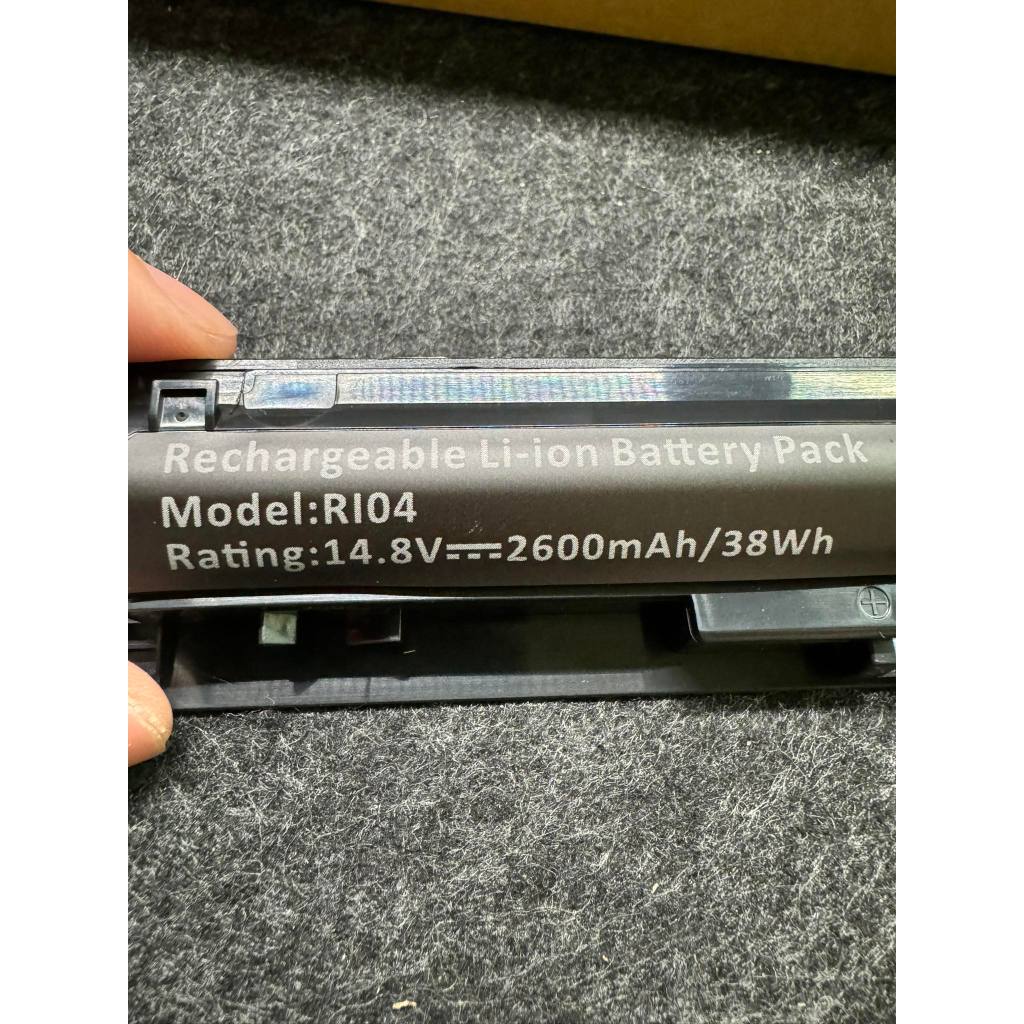 Rechargeable Li-ion Battery Pack
Model:RI04
Rating:14.8V⎓2600mAh/38Wh